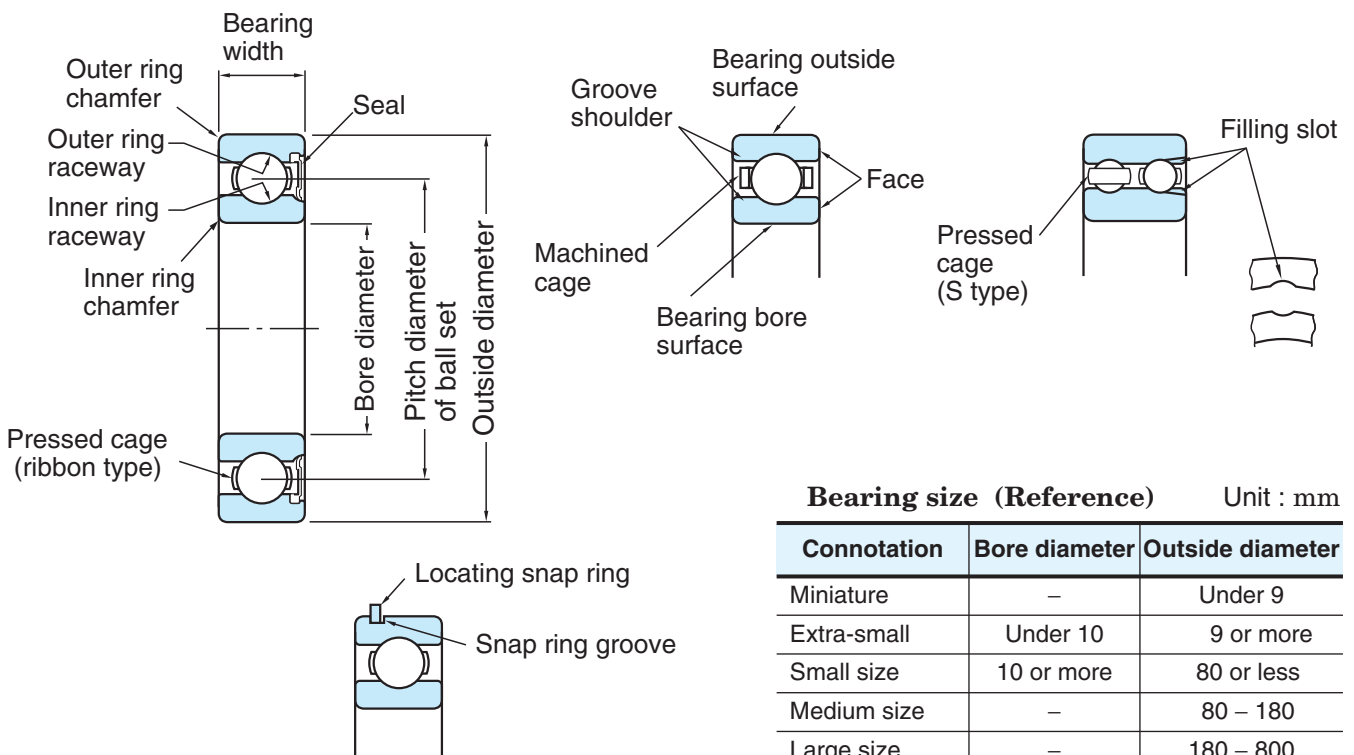 Bearing
width
Outer ring
chamfer
Seal
Outer ring
raceway
Inner ring
raceway
Inner ring
chamfer
Bore diameter
Pitch diameter
of ball set
Outside diameter
Pressed cage
(ribbon type)
Bearing outside
surface
Groove
shoulder
Face
Machined
cage
Bearing bore
surface
Filling slot
Pressed
cage
(S type)
Locating snap ring
Snap ring groove
Bearing size (Reference) Unit : mm
Connotation Bore diameter Outside diameter
Miniature – Under 9
Extra-small Under 10 9 or more
Small size 10 or more 80 or less
Medium size – 80 – 180
Large size – 180 – 800